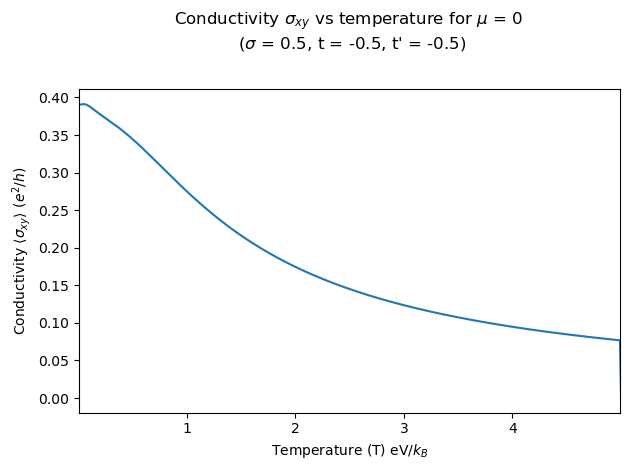 Conductivity σxy vs temperature for μ = 0
(σ = 0.5, t = -0.5, t' = -0.5)
0.40
0.35
0.30
0.25
0.20
0.15
0.10
0.05
0.00
Conductivity ⟨σxy⟩ (e²/h)
1 2 3 4
Temperature (T) eV/kB